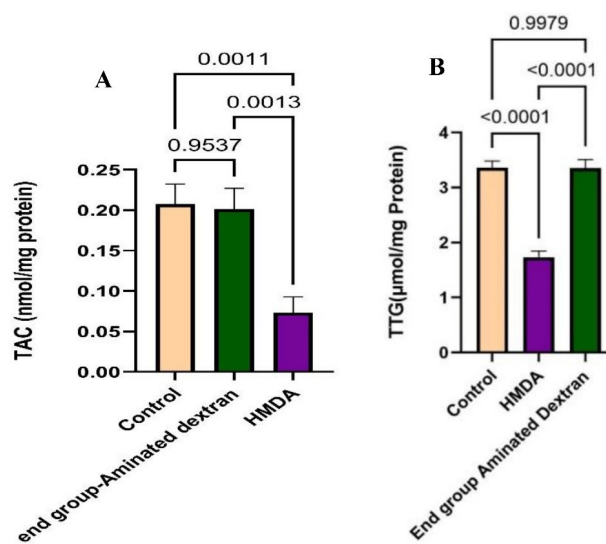 A
0.0011
0.0013
0.9537
TAC (nmol/mg protein)
0.25
0.20
0.15
0.10
0.05
0.00
Control
end group-Aminated dextran
HMDA
B
0.9979
<0.0001
<0.0001
TTG(µmol/mg Protein)
4
3
2
1
0
Control
HMDA
End group Aminated Dextran